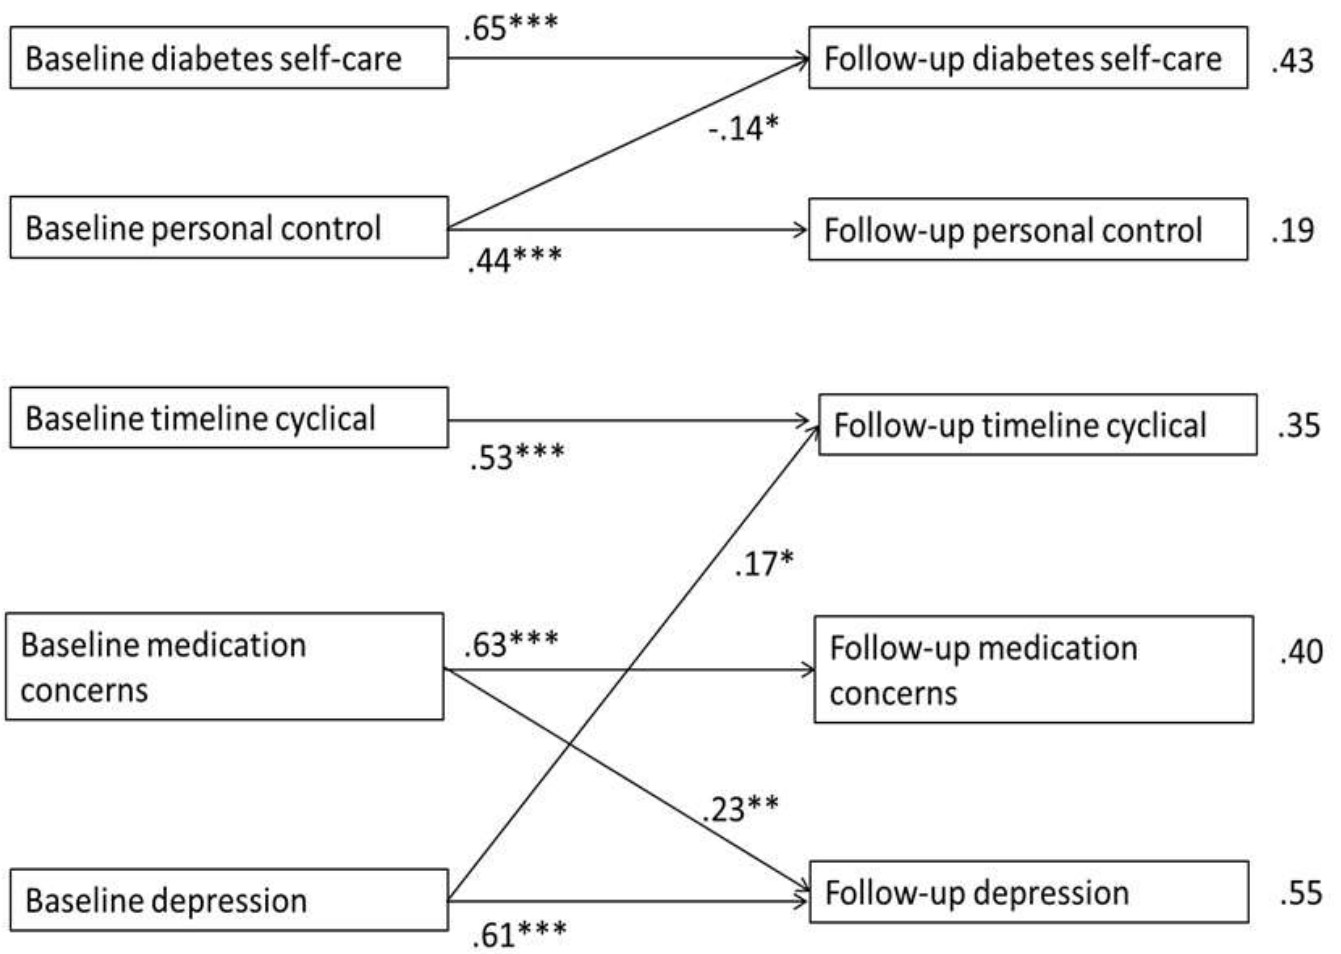 .65***
Baseline diabetes self-care
Follow-up diabetes self-care
.43
-.14*
Baseline personal control
Follow-up personal control
.19
.44***
Baseline timeline cyclical
Follow-up timeline cyclical
.35
.53***
.17*
Baseline medication
concerns
.63***
Follow-up medication
concerns
.40
.23**
Baseline depression
Follow-up depression
.55
.61***